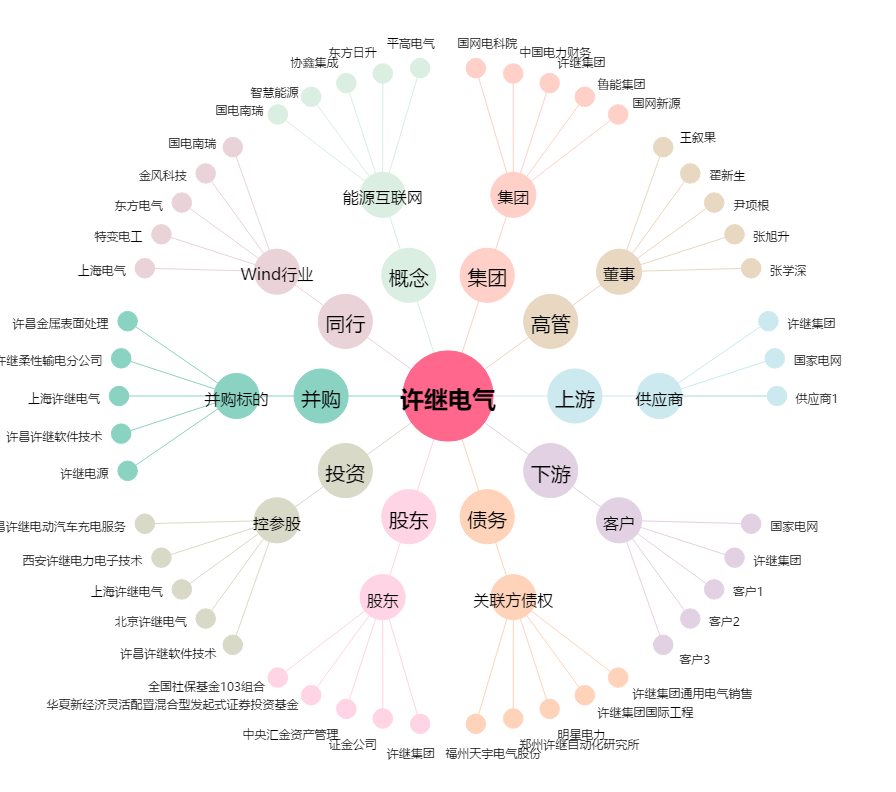 许继电气
概念
能源互联网
国电南瑞
智慧能源
协鑫集成
东方日升
平高电气
集团
集团
国网电科院
中国电力财务
许继集团
鲁能集团
国网新源
高管
董事
王叙果
翟新生
尹项根
张旭升
张学深
上游
供应商
许继集团
国家电网
供应商1
下游
客户
国家电网
许继集团
客户1
客户2
客户3
债务
关联方债权
许继集团通用电气销售
许继集团国际工程
明星电力
郑州许继自动化研究所
福州天宇电气股份
股东
股东
许继集团
证金公司
中央汇金资产管理
华夏新经济灵活配置混合型发起式证券投资基金
全国社保基金103组合
投资
控参股
许昌许继软件技术
北京许继电气
上海许继电气
西安许继电力电子技术
昌许继电动汽车充电服务
并购
并购标的
许继电源
许昌许继软件技术
上海许继电气
许继柔性输电分公司
许昌金属表面处理
同行
Wind行业
上海电气
特变电工
东方电气
金风科技
国电南瑞